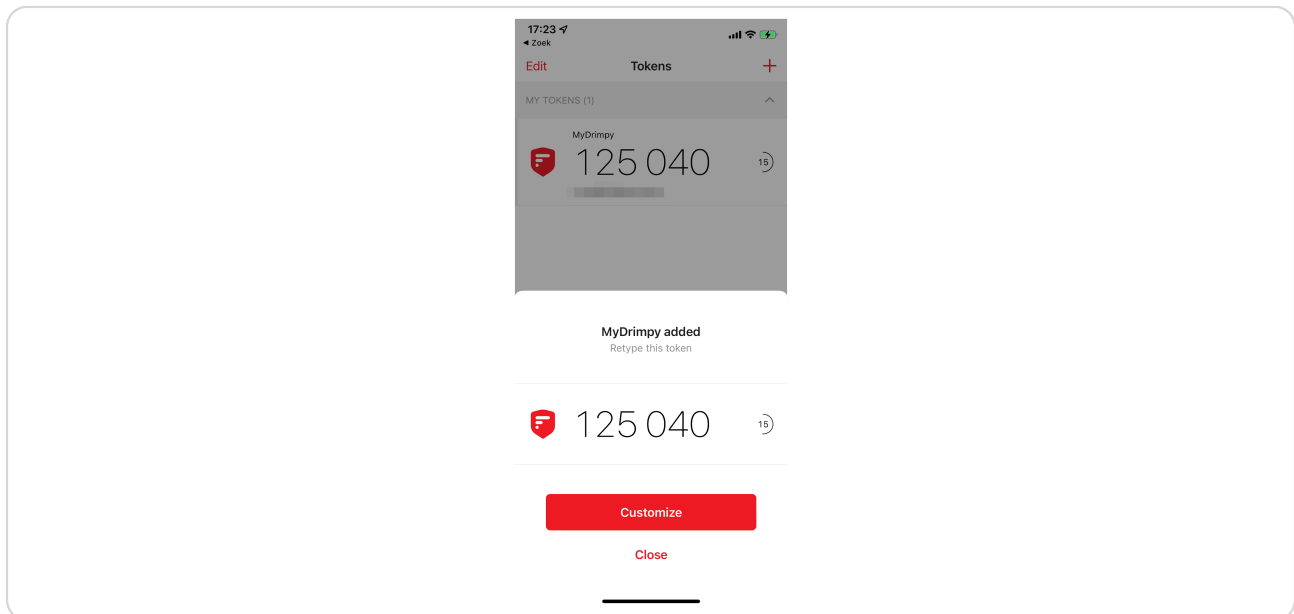 17:23
◀ Zoek
Edit Tokens +
MY TOKENS (1)
MyDrimpy
125 040 15
MyDrimpy added
Retype this token
125 040 15
Customize
Close